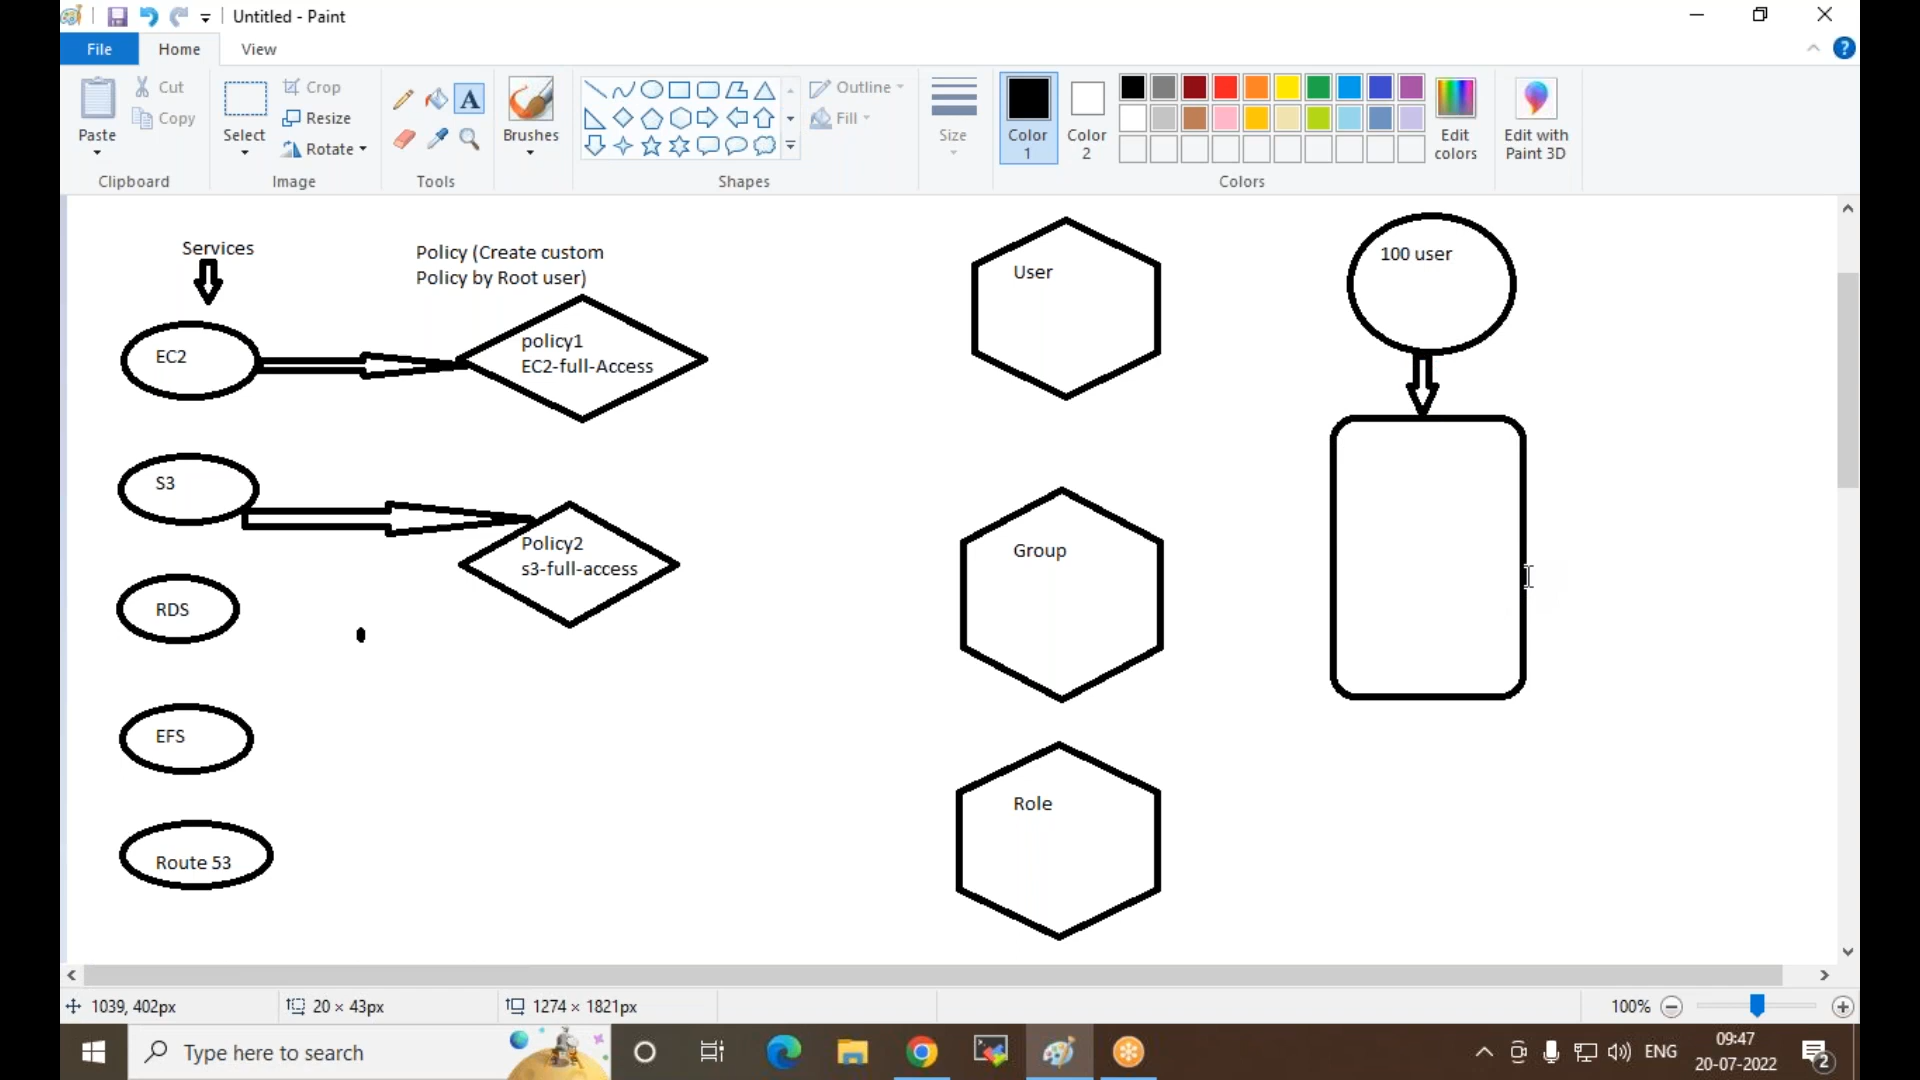 Untitled - Paint
File
Home
View
Paste
Cut
Copy
Clipboard
Select
Crop
Resize
Rotate
Image
A
Tools
Brushes
Outline
Fill
Shapes
Size
Color
1
Color
2
Edit
colors
Edit with
Paint 3D
Colors
Services
Policy (Create custom
Policy by Root user)
EC2
policy1
EC2-full-Access
S3
Policy2
s3-full-access
RDS
EFS
Route 53
User
Group
Role
100 user
1039, 402px
20 × 43px
1274 × 1821px
100%
Type here to search
ENG
09:47
20-07-2022
2